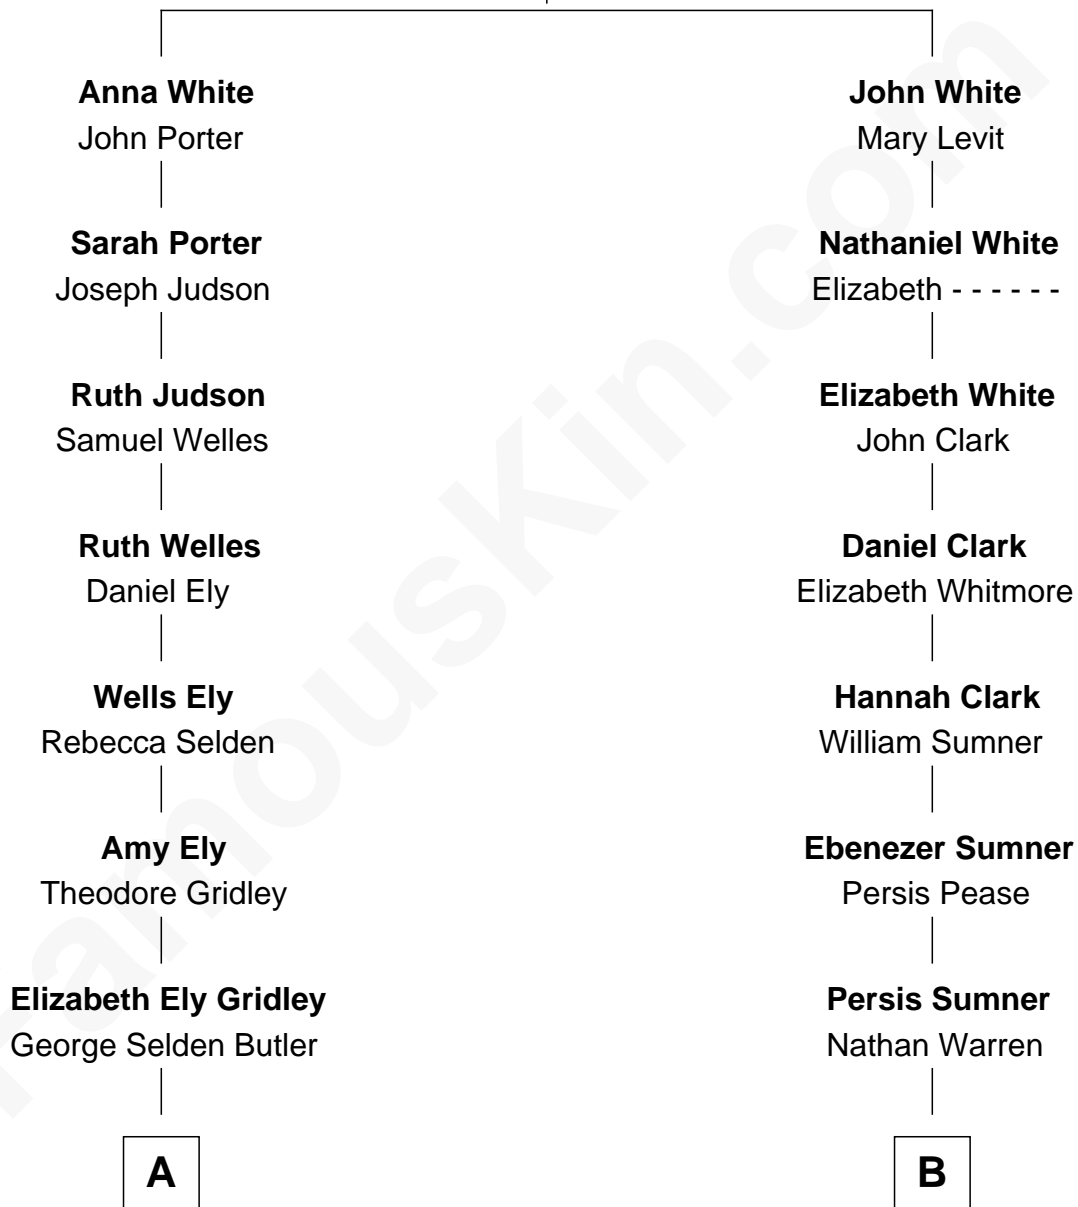 Anna White
John Porter
Sarah Porter
Joseph Judson
Ruth Judson
Samuel Welles
Ruth Welles
Daniel Ely
Wells Ely
Rebecca Selden
Amy Ely
Theodore Gridley
Elizabeth Ely Gridley
George Selden Butler
A
John White
Mary Levit
Nathaniel White
Elizabeth - - - - - -
Elizabeth White
John Clark
Daniel Clark
Elizabeth Whitmore
Hannah Clark
William Sumner
Ebenezer Sumner
Persis Pease
Persis Sumner
Nathan Warren
B
FamousKin.com